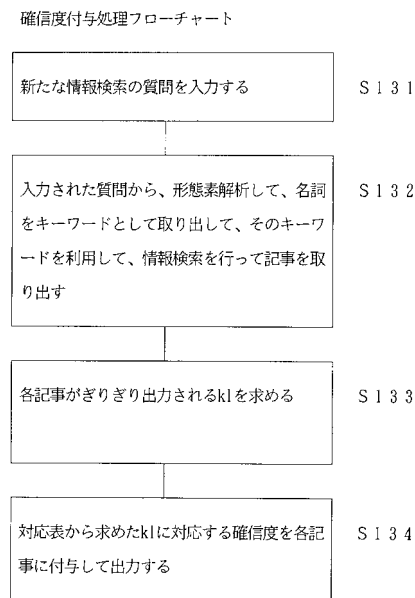 確信度付与処理フローチャート
新たな情報検索の質問を入力する
S131
入力された質問から、形態素解析して、名詞
をキーワードとして取り出して、そのキーワ
ードを利用して、情報検索を行って記事を取
り出す
S132
各記事がぎりぎり出力されるk1を求める
S133
対応表から求めたk1に対応する確信度を各記
事に付与して出力する
S134